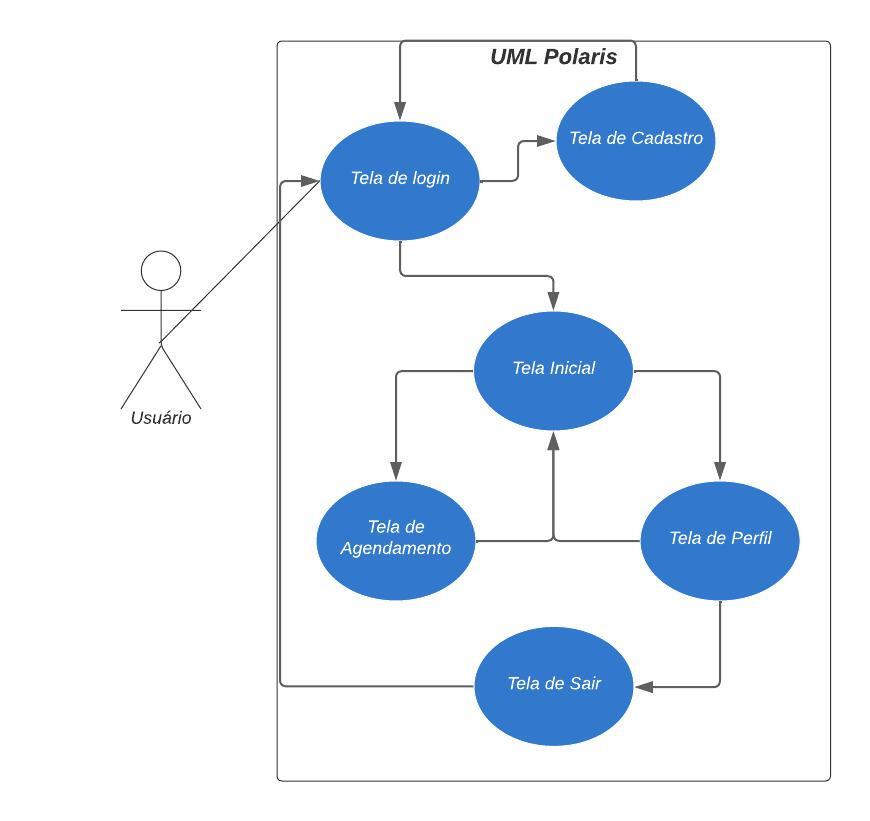 UML Polaris
Tela de Cadastro
Tela de login
Usuário
Tela Inicial
Tela de
Agendamento
Tela de Perfil
Tela de Sair